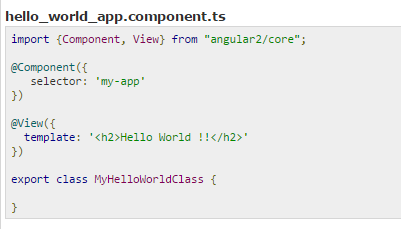 hello_world_app.component.ts
import {Component, View} from "angular2/core";
@Component({
   selector: 'my-app'
})
@View({
  template: '<h2>Hello World !!</h2>'
})
export class MyHelloWorldClass {
}